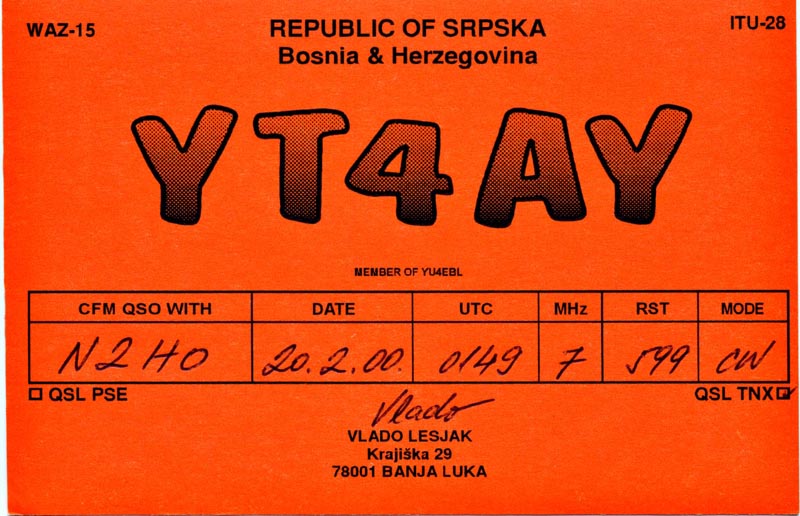 WAZ-15
REPUBLIC OF SRPSKA
ITU-28
Bosnia & Herzegovina
YT4AY
MEMBER OF YU4EBL
CFM QSO WITH DATE UTC MHz RST MODE
N2HO 20.2.00. 0149 7 599 CW
QSL PSE
QSL TNX
Vlado
VLADO LESJAK
Krajiška 29
78001 BANJA LUKA